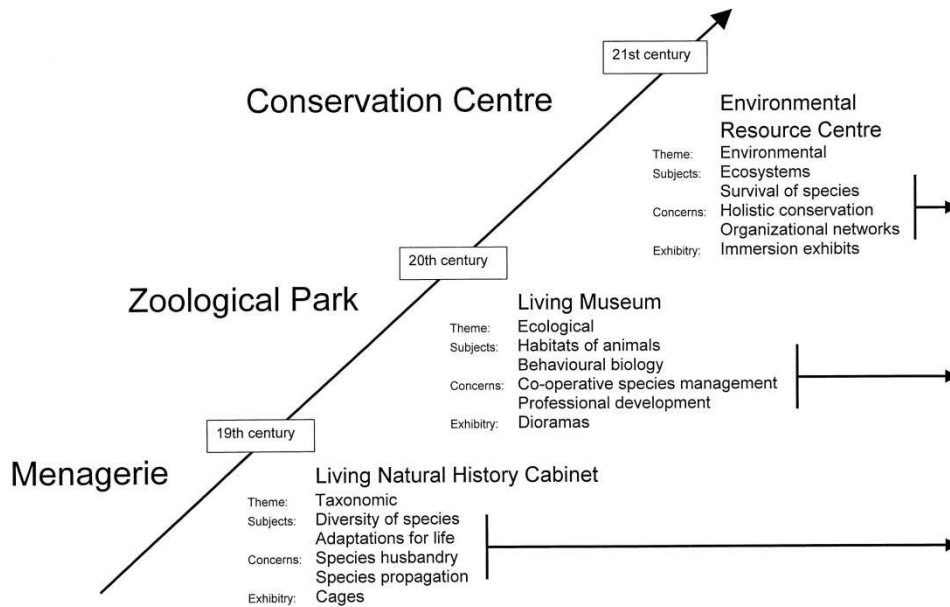 21st century
Conservation Centre
Environmental
Resource Centre
Theme: Environmental
Subjects: Ecosystems
Survival of species
Concerns: Holistic conservation
Organizational networks
Exhibitry: Immersion exhibits
20th century
Zoological Park
Living Museum
Theme: Ecological
Subjects: Habitats of animals
Behavioural biology
Concerns: Co-operative species management
Professional development
Exhibitry: Dioramas
19th century
Menagerie
Living Natural History Cabinet
Theme: Taxonomic
Subjects: Diversity of species
Adaptations for life
Concerns: Species husbandry
Species propagation
Exhibitry: Cages